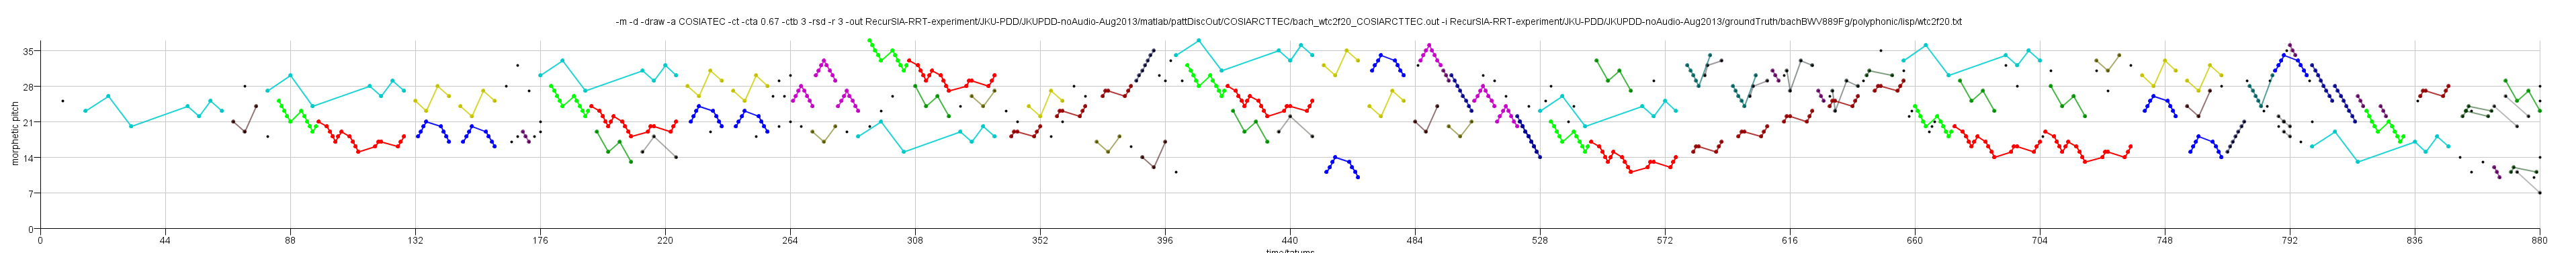 -m -d -draw -a COSIATEC -ct -cta 0.67 -ctb 3 -rsd -r 3 -out RecurSIA-RRT-experiment/JKU-PDD/JKUPDD-noAudio-Aug2013/matlab/pattDiscOut/COSIARCTTEC/bach_wtc2f20_COSIARCTTEC.out -i RecurSIA-RRT-experiment/JKU-PDD/JKUPDD-noAudio-Aug2013/groundTruth/bachBWV889Fg/polyphonic/lisp/wtc2f20.txt
morphetic pitch
35
28
21
14
7
0
0 44 88 132 176 220 264 308 352 396 440 484 528 572 616 660 704 748 792 836 880
time/tatums